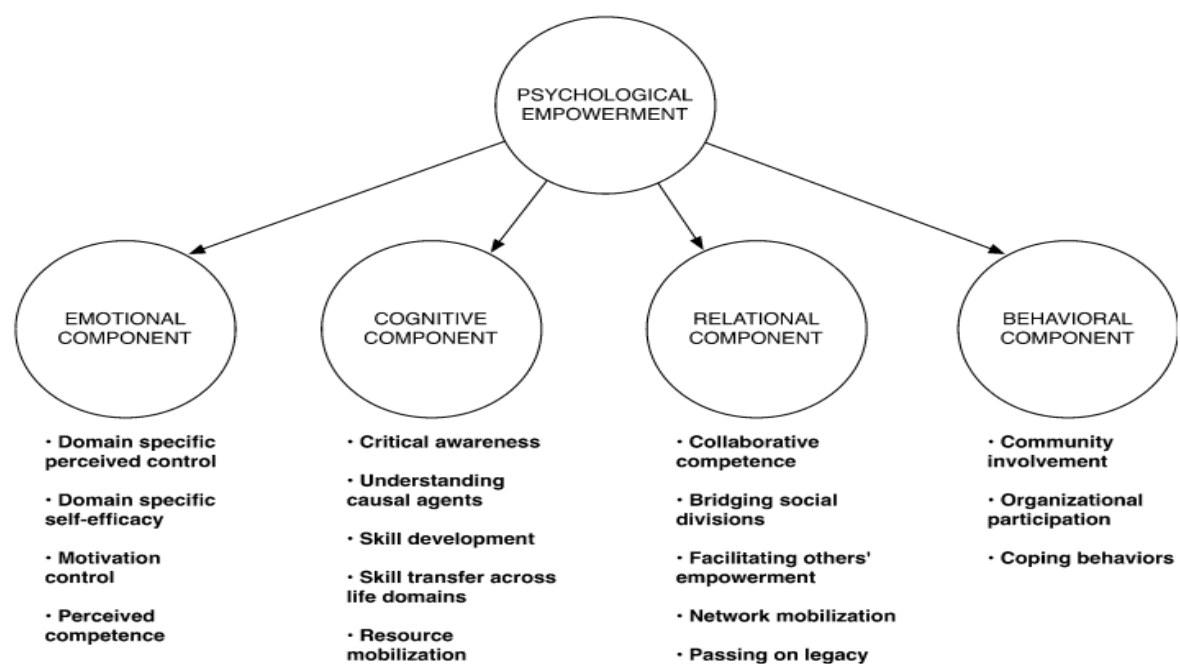 PSYCHOLOGICAL
EMPOWERMENT
EMOTIONAL
COMPONENT
COGNITIVE
COMPONENT
RELATIONAL
COMPONENT
BEHAVIORAL
COMPONENT
· Domain specific
perceived control
· Domain specific
self-efficacy
· Motivation
control
· Perceived
competence
· Critical awareness
· Understanding
causal agents
· Skill development
· Skill transfer across
life domains
· Resource
mobilization
· Collaborative
competence
· Bridging social
divisions
· Facilitating others'
empowerment
· Network mobilization
· Passing on legacy
· Community
involvement
· Organizational
participation
· Coping behaviors